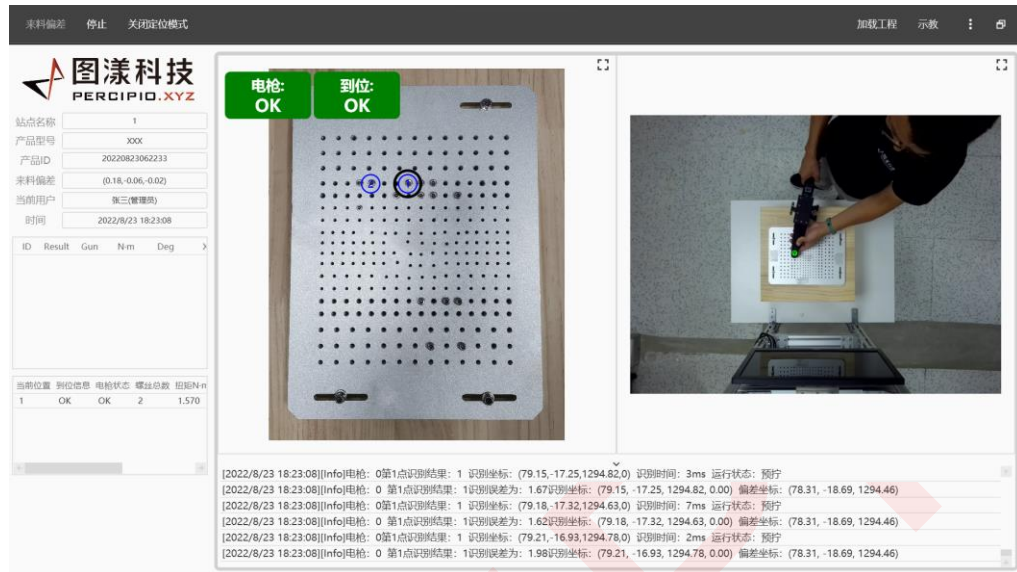 来料偏差 停止 关闭定位模式 加载工程 示教
图漾科技
PERCIPIO.XYZ
站点名称 1
产品型号 XXX
产品ID 20220823062233
来料偏差 (0.18,-0.06,-0.02)
当前用户 张三(管理员)
时间 2022/8/23 18:23:08
ID Result Gun N·m Deg
当前位置 到位信息 电枪状态 螺丝总数 扭矩N·m
1 OK OK 2 1.570
电枪: OK
到位: OK
2
[2022/8/23 18:23:08][Info]电枪：0第1点识别结果：1 识别坐标：(79.15,-17.25,1294.82,0) 识别时间：3ms 运行状态：预拧
[2022/8/23 18:23:08][Info]电枪：0 第1点识别结果：1识别误差为：1.67识别坐标：(79.15, -17.25, 1294.82, 0.00) 偏差坐标：(78.31, -18.69, 1294.46)
[2022/8/23 18:23:08][Info]电枪：0第1点识别结果：1 识别坐标：(79.18,-17.32,1294.63,0) 识别时间：7ms 运行状态：预拧
[2022/8/23 18:23:08][Info]电枪：0 第1点识别结果：1识别误差为：1.62识别坐标：(79.18, -17.32, 1294.63, 0.00) 偏差坐标：(78.31, -18.69, 1294.46)
[2022/8/23 18:23:08][Info]电枪：0第1点识别结果：1 识别坐标：(79.21,-16.93,1294.78,0) 识别时间：2ms 运行状态：预拧
[2022/8/23 18:23:08][Info]电枪：0 第1点识别结果：1识别误差为：1.98识别坐标：(79.21, -16.93, 1294.78, 0.00) 偏差坐标：(78.31, -18.69, 1294.46)